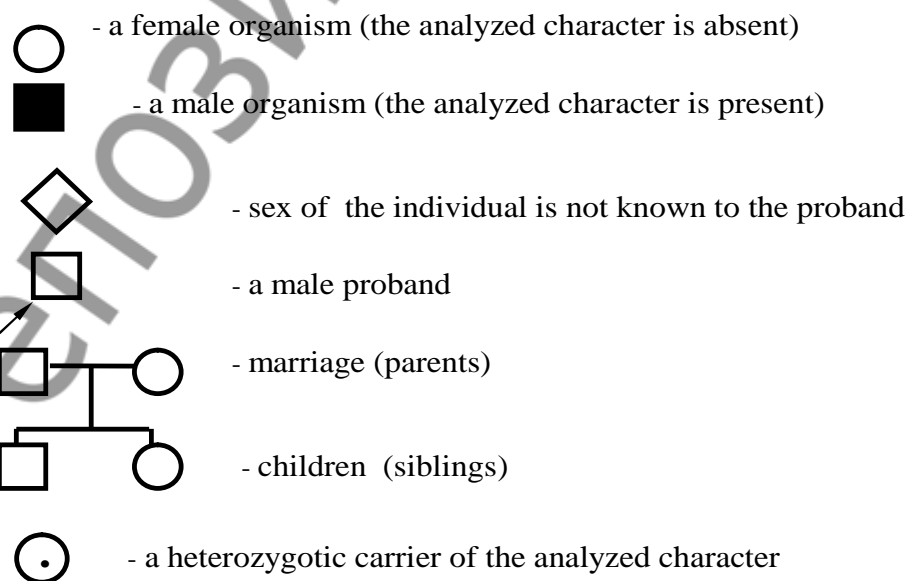 - a female organism (the analyzed character is absent)
- a male organism (the analyzed character is present)
- sex of the individual is not known to the proband
- a male proband
- marriage (parents)
- children (siblings)
- a heterozygotic carrier of the analyzed character